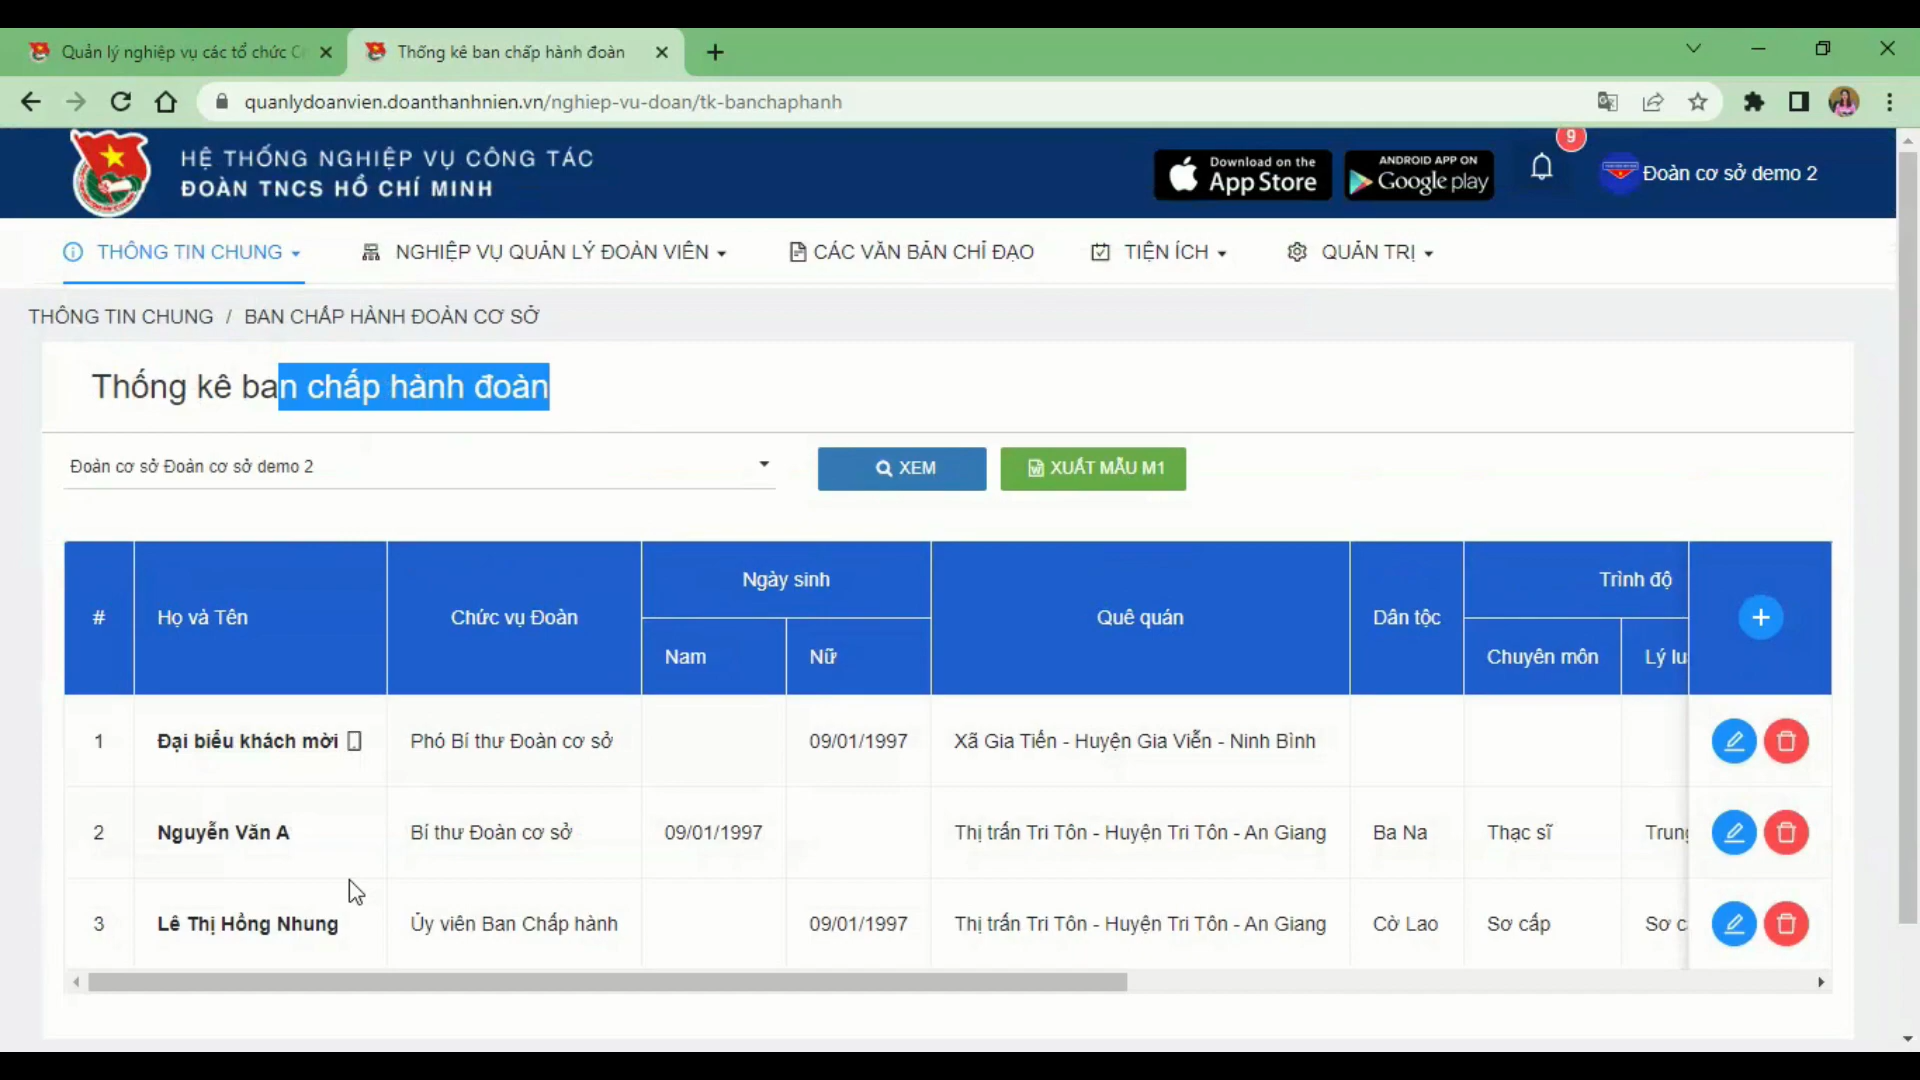 Quản lý nghiệp vụ các tổ chức
Thống kê ban chấp hành đoàn
quanlydoanvien.doanthanhnien.vn/nghiep-vu-doan/tk-banchaphanh
HỆ THỐNG NGHIỆP VỤ CÔNG TÁC
ĐOÀN TNCS HỒ CHÍ MINH
Download on the
App Store
ANDROID APP ON
Google play
9
Đoàn cơ sở demo 2
THÔNG TIN CHUNG
NGHIỆP VỤ QUẢN LÝ ĐOÀN VIÊN
CÁC VĂN BẢN CHỈ ĐẠO
TIỆN ÍCH
QUẢN TRỊ
THÔNG TIN CHUNG / BAN CHẤP HÀNH ĐOÀN CƠ SỞ
Thống kê ban chấp hành đoàn
Đoàn cơ sở Đoàn cơ sở demo 2
XEM
XUẤT MẪU M1
# Họ và Tên Chức vụ Đoàn Ngày sinh Quê quán Dân tộc Trình độ
Nam Nữ Chuyên môn Lý lu
1 Đại biểu khách mời Phó Bí thư Đoàn cơ sở 09/01/1997 Xã Gia Tiến - Huyện Gia Viễn - Ninh Bình
2 Nguyễn Văn A Bí thư Đoàn cơ sở 09/01/1997 Thị trấn Tri Tôn - Huyện Tri Tôn - An Giang Ba Na Thạc sĩ Trung
3 Lê Thị Hồng Nhung Ủy viên Ban Chấp hành 09/01/1997 Thị trấn Tri Tôn - Huyện Tri Tôn - An Giang Cờ Lao Sơ cấp Sơ c